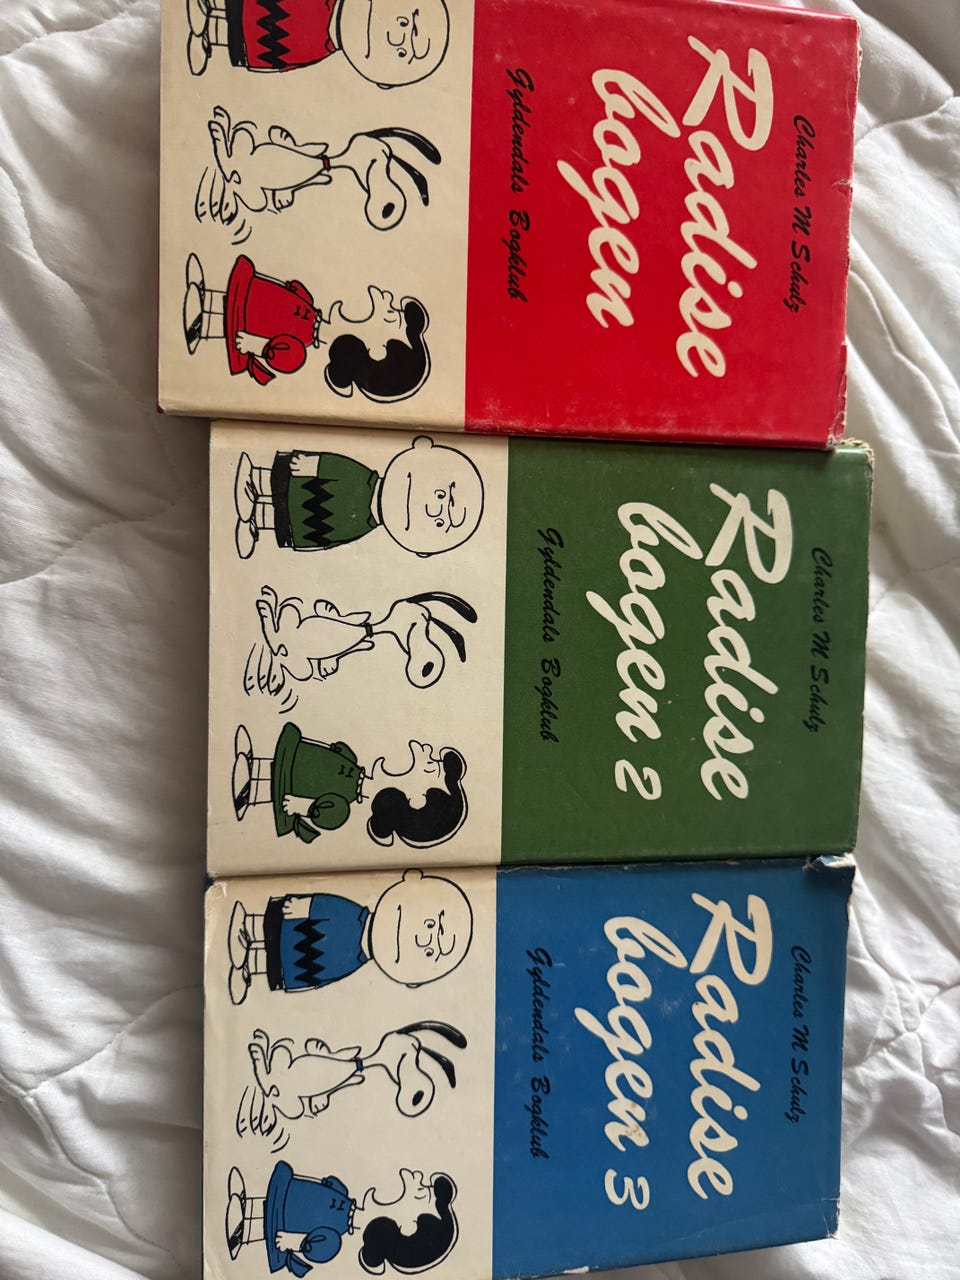 Charles M Schulz
Radise
bogen
Gyldendals Bogklub
Charles M Schulz
Radise
bogen 2
Gyldendals Bogklub
Charles M Schulz
Radise
bogen 3
Gyldendals Bogklub